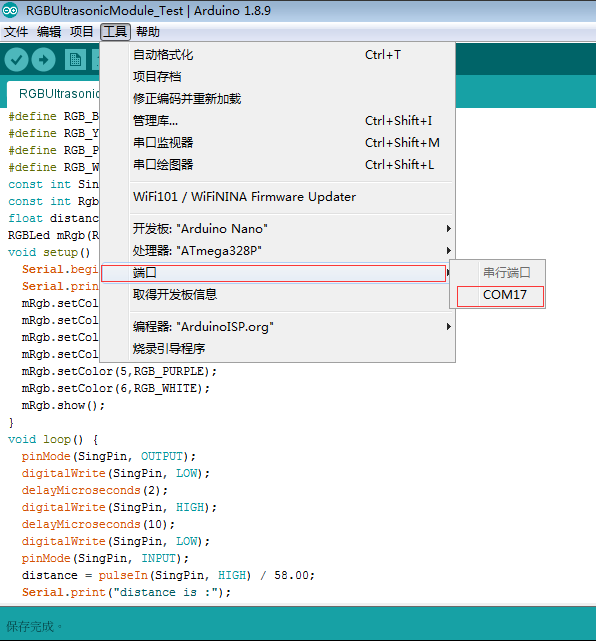 RGBUltrasonicModule_Test | Arduino 1.8.9
文件 编辑 项目 工具 帮助
自动格式化 Ctrl+T
项目存档
修正编码并重新加载
管理库... Ctrl+Shift+I
串口监视器 Ctrl+Shift+M
串口绘图器 Ctrl+Shift+L
WiFi101 / WiFiNINA Firmware Updater
开发板: "Arduino Nano"
处理器: "ATmega328P"
端口
串行端口
COM17
取得开发板信息
编程器: "ArduinoISP.org"
烧录引导程序
RGBUltrasonic
#define RGB_B
#define RGB_Y
#define RGB_P
#define RGB_W
const int Sin
const int Rgb
float distanc
RGBLed mRgb(R
void setup()
Serial.begi
Serial.prin
mRgb.setCol
mRgb.setCol
mRgb.setCol
mRgb.setCol
mRgb.setColor(5,RGB_PURPLE);
mRgb.setColor(6,RGB_WHITE);
mRgb.show();
}
void loop() {
pinMode(SingPin, OUTPUT);
digitalWrite(SingPin, LOW);
delayMicroseconds(2);
digitalWrite(SingPin, HIGH);
delayMicroseconds(10);
digitalWrite(SingPin, LOW);
pinMode(SingPin, INPUT);
distance = pulseIn(SingPin, HIGH) / 58.00;
Serial.print("distance is :");
保存完成。